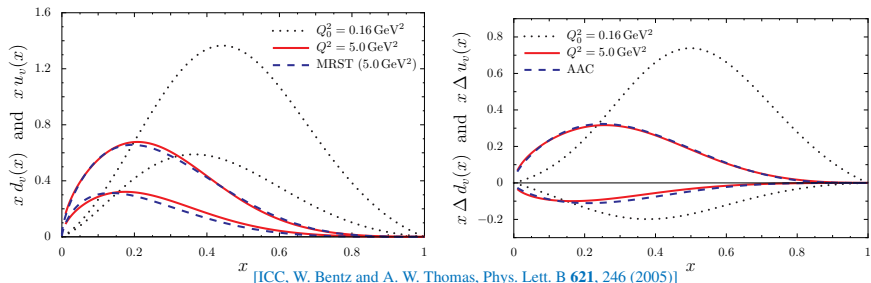 x d_v(x) and x u_v(x)
1.6
1.2
0.8
0.4
0
0 0.2 0.4 0.6 0.8 1
x
Q_0^2 = 0.16 GeV^2
Q^2 = 5.0 GeV^2
MRST (5.0 GeV^2)
x Δ d_v(x) and x Δ u_v(x)
0.8
0.6
0.4
0.2
0
−0.2
0 0.2 0.4 0.6 0.8 1
x
Q_0^2 = 0.16 GeV^2
Q^2 = 5.0 GeV^2
AAC
[ICC, W. Bentz and A. W. Thomas, Phys. Lett. B 621, 246 (2005)]